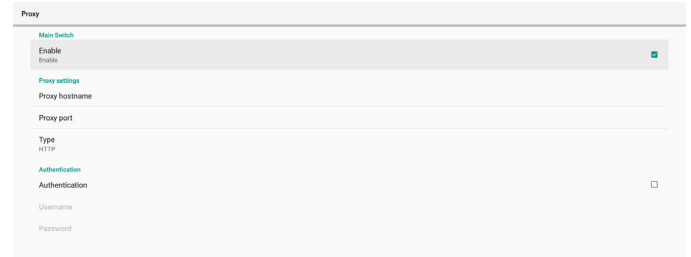 Proxy
Main Switch
Enable
Enable
Proxy settings
Proxy hostname
Proxy port
Type
HTTP
Authentication
Authentication
Username
Password